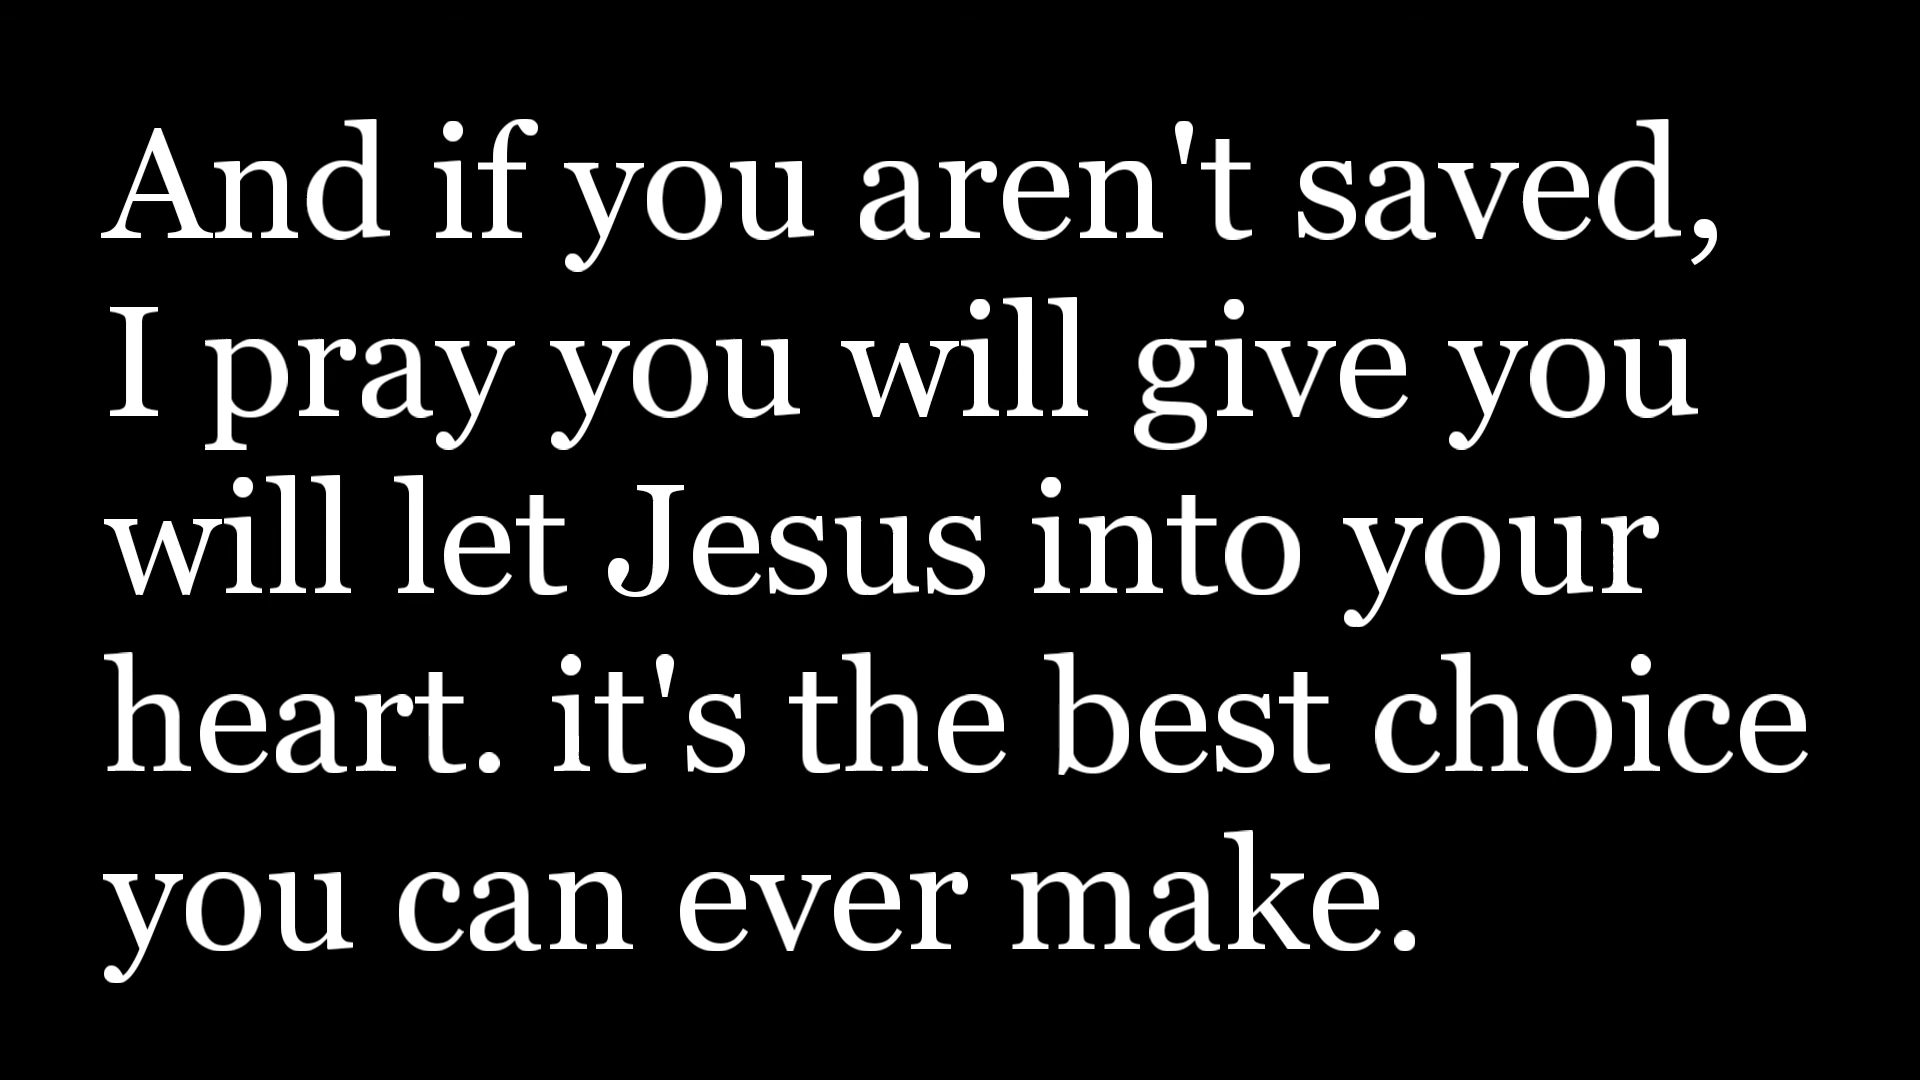 And if you aren't saved,
I pray you will give you
will let Jesus into your
heart. it's the best choice
you can ever make.